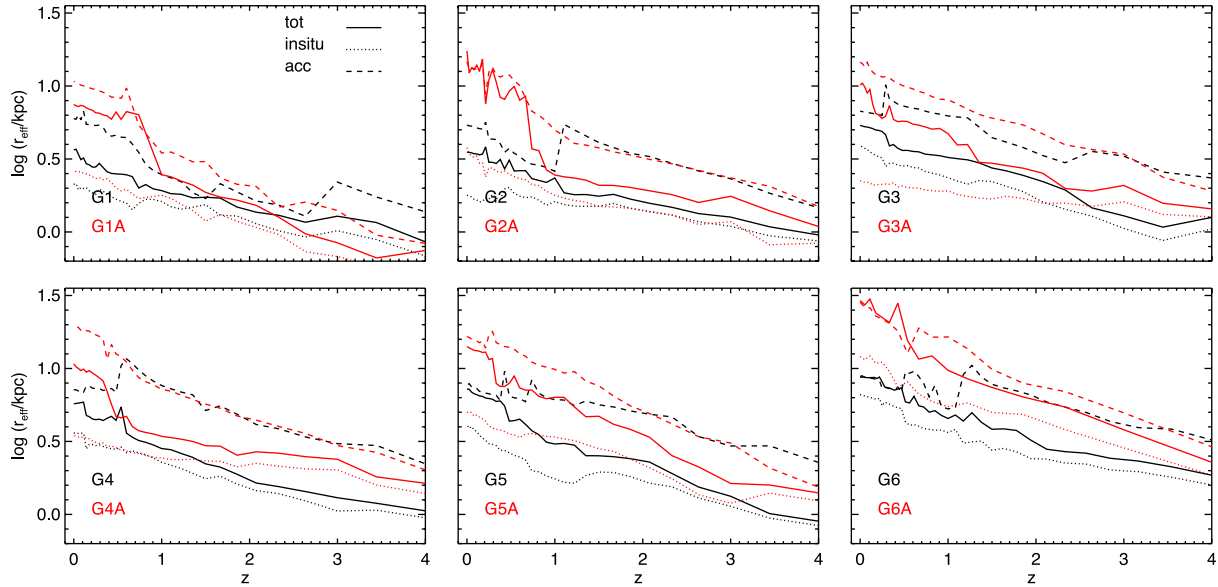 tot
insitu
acc
1.5
1.0
0.5
0.0
log (r_eff/kpc)
G1
G1A
G2
G2A
G3
G3A
1.5
1.0
0.5
0.0
log (r_eff/kpc)
G4
G4A
G5
G5A
G6
G6A
0 1 2 3 4 0 1 2 3 4 0 1 2 3 4
z z z